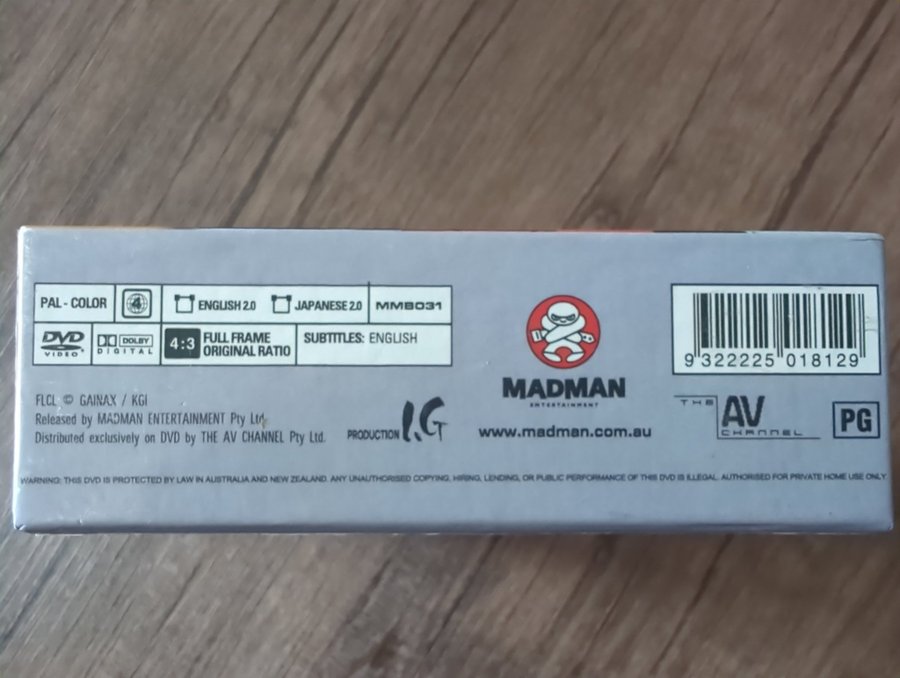 PAL - COLOR 4 ENGLISH 2.0 JAPANESE 2.0 MMB031
DVD VIDEO DOLBY DIGITAL 4:3 FULL FRAME ORIGINAL RATIO SUBTITLES: ENGLISH
FLCL © GAINAX / KGI
Released by MADMAN ENTERTAINMENT Pty Ltd.
Distributed exclusively on DVD by THE AV CHANNEL Pty Ltd.
PRODUCTION I.G
MADMAN
ENTERTAINMENT
www.madman.com.au
9 322225 018129
THE AV CHANNEL
PG
WARNING: THIS DVD IS PROTECTED BY LAW IN AUSTRALIA AND NEW ZEALAND. ANY UNAUTHORISED COPYING, HIRING, LENDING, OR PUBLIC PERFORMANCE OF THIS DVD IS ILLEGAL. AUTHORISED FOR PRIVATE HOME USE ONLY